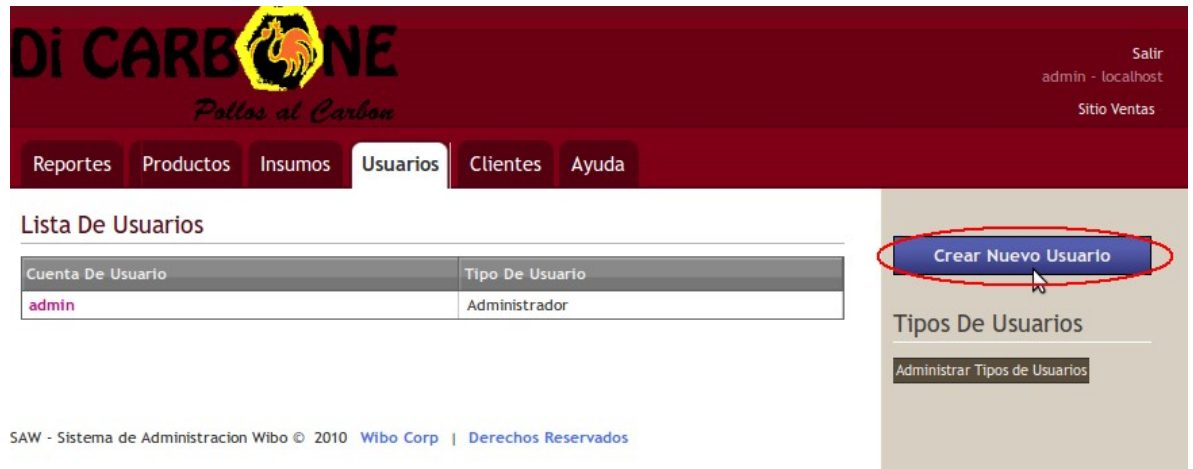 Di CARBONE
Pollos al Carbon
Salir
admin - localhost
Sitio Ventas
Reportes Productos Insumos Usuarios Clientes Ayuda
Lista De Usuarios
Cuenta De Usuario Tipo De Usuario
admin Administrador
Crear Nuevo Usuario
Tipos De Usuarios
Administrar Tipos de Usuarios
SAW - Sistema de Administracion Wibo © 2010 Wibo Corp | Derechos Reservados